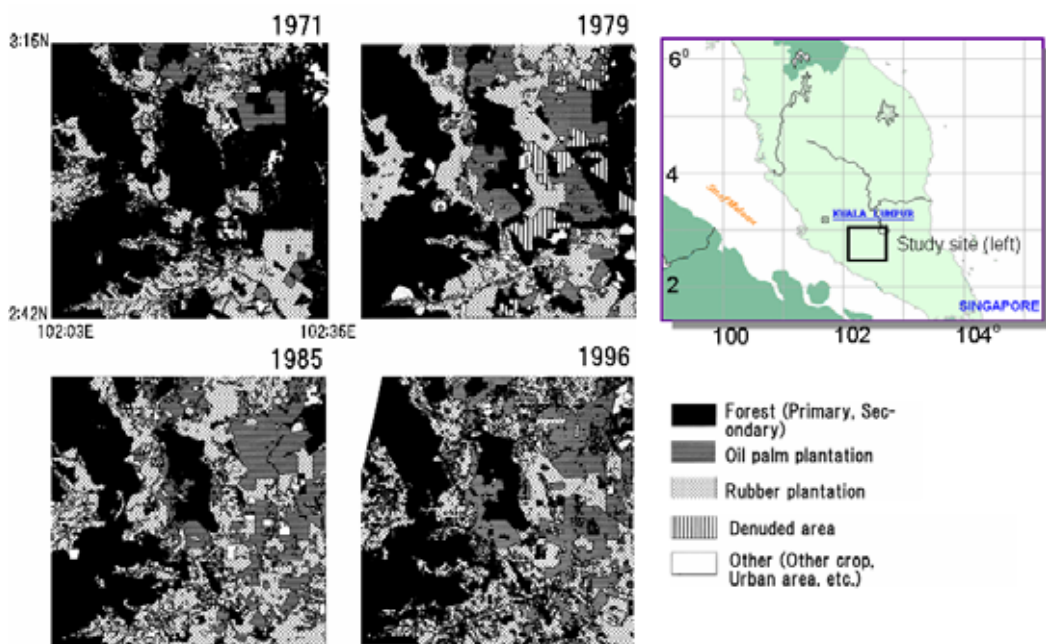 1971
1979
3:15N
2:42N
102:03E
102:35E
6º
4
2
KUALA LUMPUR
Study site (left)
SINGAPORE
100
102
104º
1985
1996
Forest (Primary, Sec-
ondary)
Oil palm plantation
Rubber plantation
Denuded area
Other (Other crop,
Urban area, etc.)